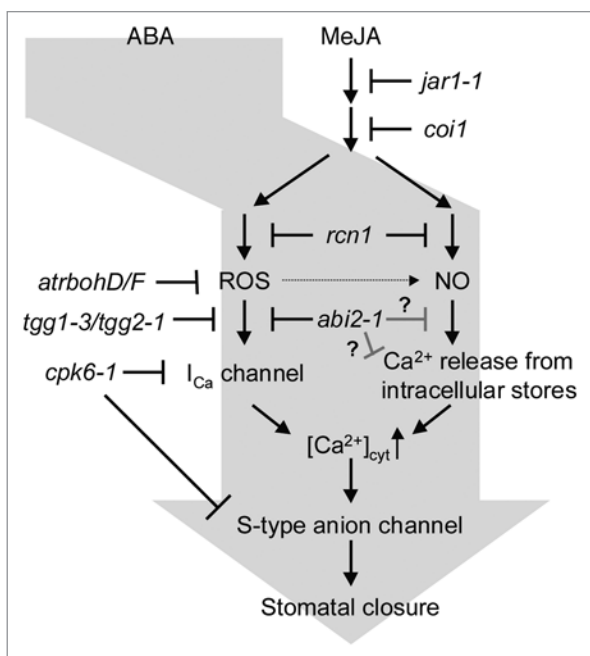 ABA
MeJA
jar1-1
coi1
rcn1
atrbohD/F
ROS
NO
tgg1-3/tgg2-1
abi2-1
?
?
cpk6-1
I_Ca channel
Ca²⁺ release from
intracellular stores
[Ca²⁺]cyt
S-type anion channel
Stomatal closure